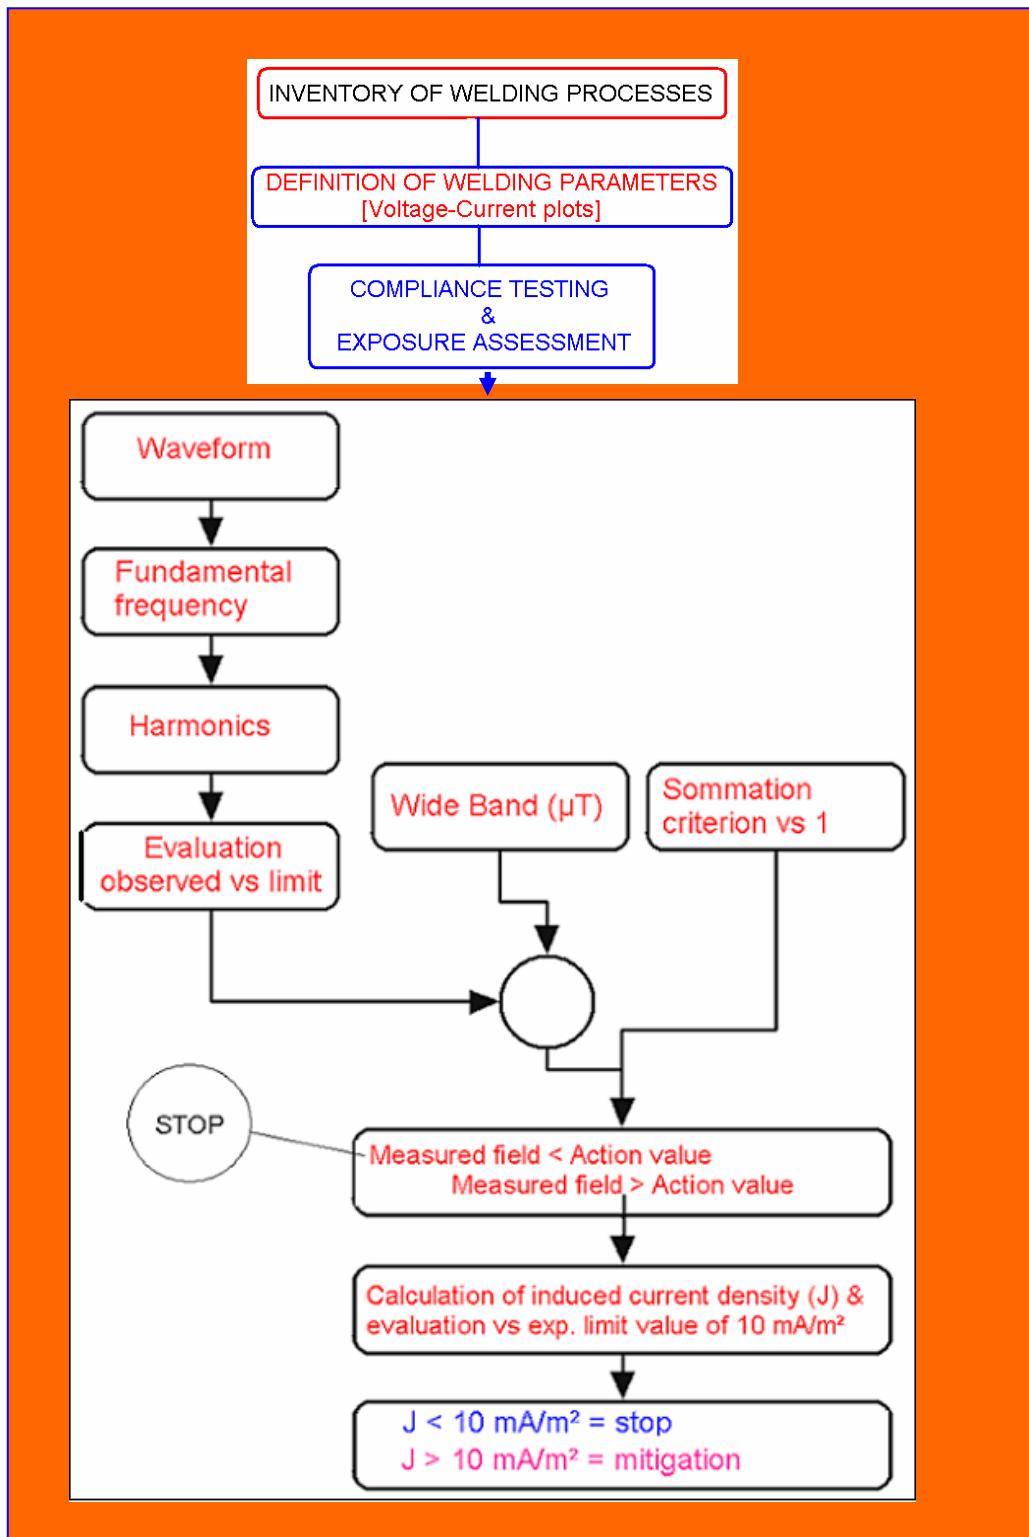 INVENTORY OF WELDING PROCESSES
DEFINITION OF WELDING PARAMETERS
[Voltage-Current plots]
COMPLIANCE TESTING
&
EXPOSURE ASSESSMENT
Waveform
Fundamental
frequency
Harmonics
Evaluation
observed vs limit
Wide Band (µT)
Sommation
criterion vs 1
STOP
Measured field < Action value
Measured field > Action value
Calculation of induced current density (J) &
evaluation vs exp. limit value of 10 mA/m²
J < 10 mA/m² = stop
J > 10 mA/m² = mitigation